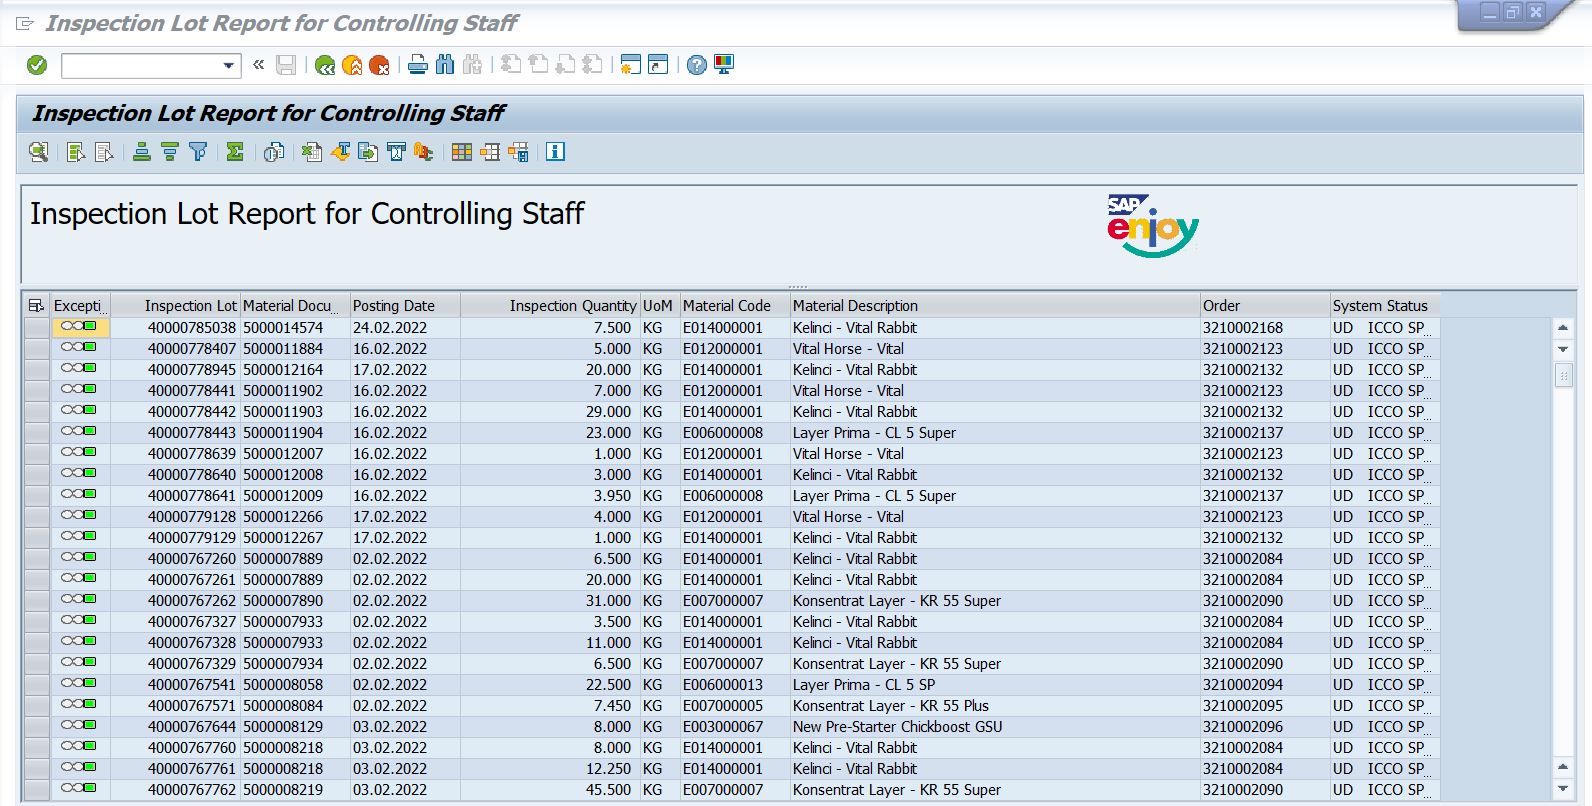 Inspection Lot Report for Controlling Staff
Inspection Lot Report for Controlling Staff
Inspection Lot Report for Controlling Staff
SAP
enjoy
Excepti... Inspection Lot Material Docu... Posting Date Inspection Quantity UoM Material Code Material Description Order System Status
40000785038 5000014574 24.02.2022 7.500 KG E014000001 Kelinci - Vital Rabbit 3210002168 UD ICCO SP...
40000778407 5000011884 16.02.2022 5.000 KG E012000001 Vital Horse - Vital 3210002123 UD ICCO SP...
40000778945 5000012164 17.02.2022 20.000 KG E014000001 Kelinci - Vital Rabbit 3210002132 UD ICCO SP...
40000778441 5000011902 16.02.2022 7.000 KG E012000001 Vital Horse - Vital 3210002123 UD ICCO SP...
40000778442 5000011903 16.02.2022 29.000 KG E014000001 Kelinci - Vital Rabbit 3210002132 UD ICCO SP...
40000778443 5000011904 16.02.2022 23.000 KG E006000008 Layer Prima - CL 5 Super 3210002137 UD ICCO SP...
40000778639 5000012007 16.02.2022 1.000 KG E012000001 Vital Horse - Vital 3210002123 UD ICCO SP...
40000778640 5000012008 16.02.2022 3.000 KG E014000001 Kelinci - Vital Rabbit 3210002132 UD ICCO SP...
40000778641 5000012009 16.02.2022 3.950 KG E006000008 Layer Prima - CL 5 Super 3210002137 UD ICCO SP...
40000779128 5000012266 17.02.2022 4.000 KG E012000001 Vital Horse - Vital 3210002123 UD ICCO SP...
40000779129 5000012267 17.02.2022 1.000 KG E014000001 Kelinci - Vital Rabbit 3210002132 UD ICCO SP...
40000767260 5000007889 02.02.2022 6.500 KG E014000001 Kelinci - Vital Rabbit 3210002084 UD ICCO SP...
40000767261 5000007889 02.02.2022 20.000 KG E014000001 Kelinci - Vital Rabbit 3210002084 UD ICCO SP...
40000767262 5000007890 02.02.2022 31.000 KG E007000007 Konsentrat Layer - KR 55 Super 3210002090 UD ICCO SP...
40000767327 5000007933 02.02.2022 3.500 KG E014000001 Kelinci - Vital Rabbit 3210002084 UD ICCO SP...
40000767328 5000007933 02.02.2022 11.000 KG E014000001 Kelinci - Vital Rabbit 3210002084 UD ICCO SP...
40000767329 5000007934 02.02.2022 6.500 KG E007000007 Konsentrat Layer - KR 55 Super 3210002090 UD ICCO SP...
40000767541 5000008058 02.02.2022 22.500 KG E006000013 Layer Prima - CL 5 SP 3210002094 UD ICCO SP...
40000767571 5000008084 02.02.2022 7.450 KG E007000005 Konsentrat Layer - KR 55 Plus 3210002095 UD ICCO SP...
40000767644 5000008129 03.02.2022 8.000 KG E003000067 New Pre-Starter Chickboost GSU 3210002096 UD ICCO SP...
40000767760 5000008218 03.02.2022 8.000 KG E014000001 Kelinci - Vital Rabbit 3210002084 UD ICCO SP...
40000767761 5000008218 03.02.2022 12.250 KG E014000001 Kelinci - Vital Rabbit 3210002084 UD ICCO SP...
40000767762 5000008219 03.02.2022 45.500 KG E007000007 Konsentrat Layer - KR 55 Super 3210002090 UD ICCO SP...